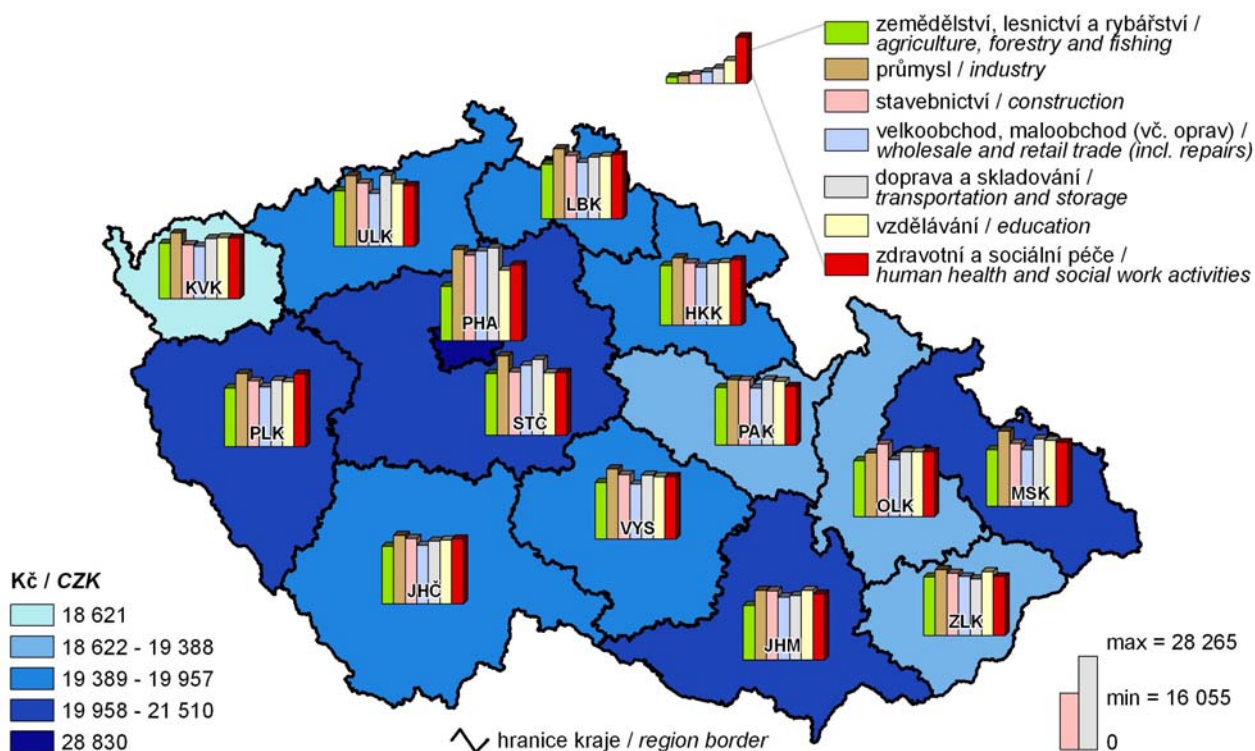 zemědělství, lesnictví a rybářství /
agriculture, forestry and fishing
průmysl / industry
stavebnictví / construction
velkoobchod, maloobchod (vč. oprav) /
wholesale and retail trade (incl. repairs)
doprava a skladování /
transportation and storage
vzdělávání / education
zdravotní a sociální péče /
human health and social work activities
LBK
ULK
KVK
PHA
HKK
STČ
PLK
PAK
OLK
MSK
VYS
JHČ
ZLK
JHM
Kč / CZK
18 621
18 622 - 19 388
19 389 - 19 957
19 958 - 21 510
28 830
hranice kraje / region border
max = 28 265
min = 16 055
0